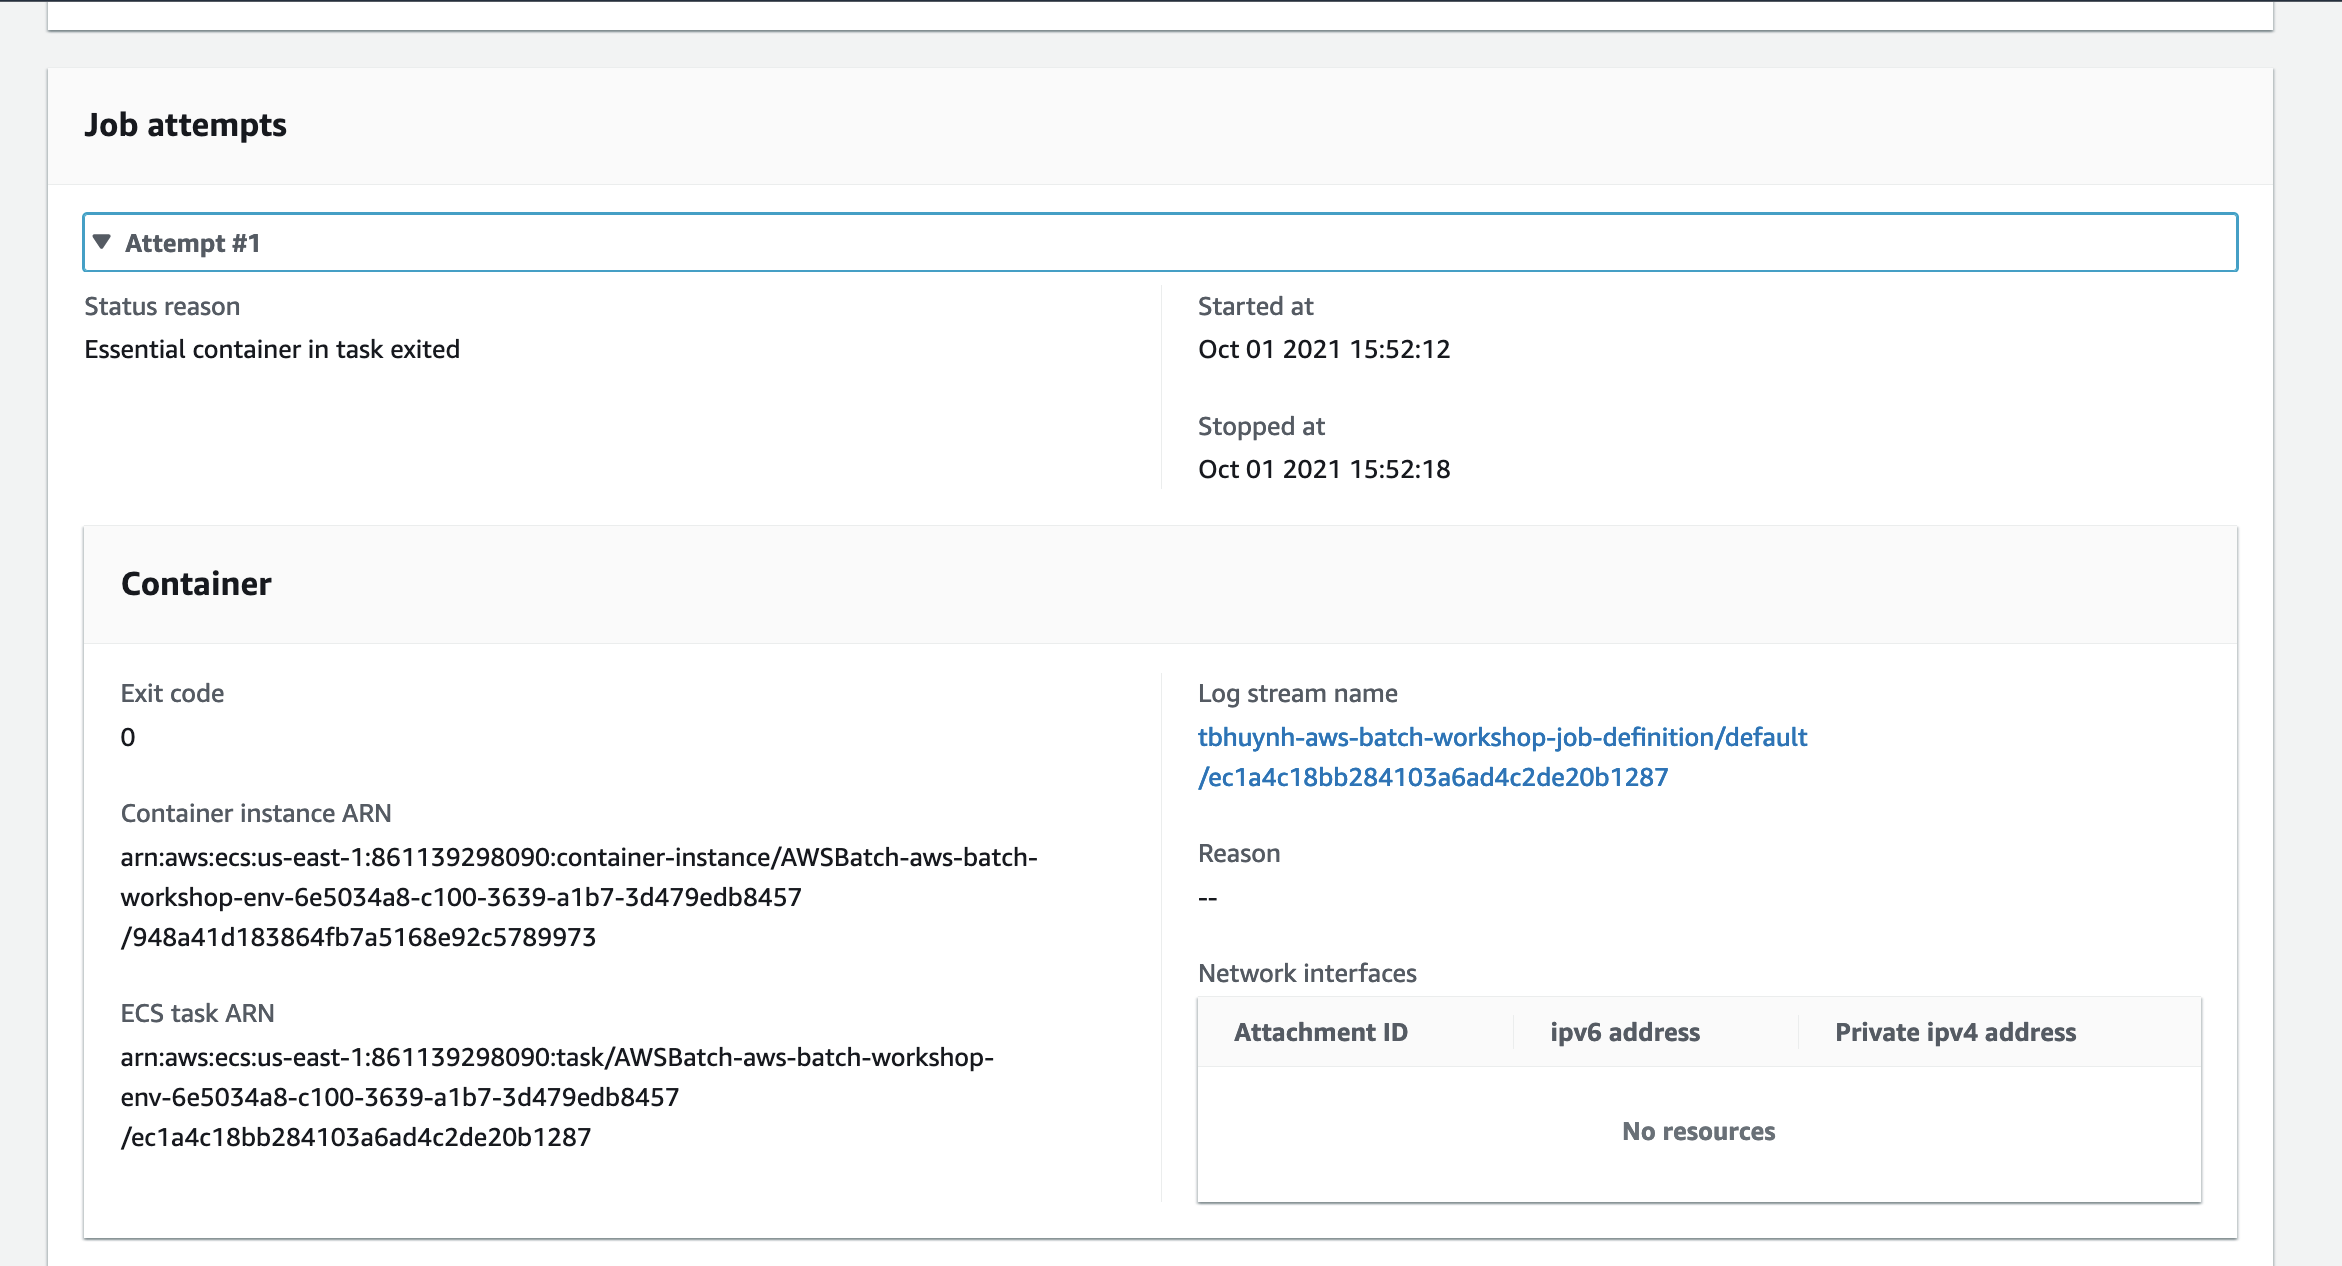 Job attempts
Attempt #1
Status reason
Essential container in task exited
Started at
Oct 01 2021 15:52:12
Stopped at
Oct 01 2021 15:52:18
Container
Exit code
0
Container instance ARN
arn:aws:ecs:us-east-1:861139298090:container-instance/AWSBatch-aws-batch-
workshop-env-6e5034a8-c100-3639-a1b7-3d479edb8457
/948a41d183864fb7a5168e92c5789973
ECS task ARN
arn:aws:ecs:us-east-1:861139298090:task/AWSBatch-aws-batch-workshop-
env-6e5034a8-c100-3639-a1b7-3d479edb8457
/ec1a4c18bb284103a6ad4c2de20b1287
Log stream name
tbhuynh-aws-batch-workshop-job-definition/default
/ec1a4c18bb284103a6ad4c2de20b1287
Reason
--
Network interfaces
Attachment ID ipv6 address Private ipv4 address
No resources